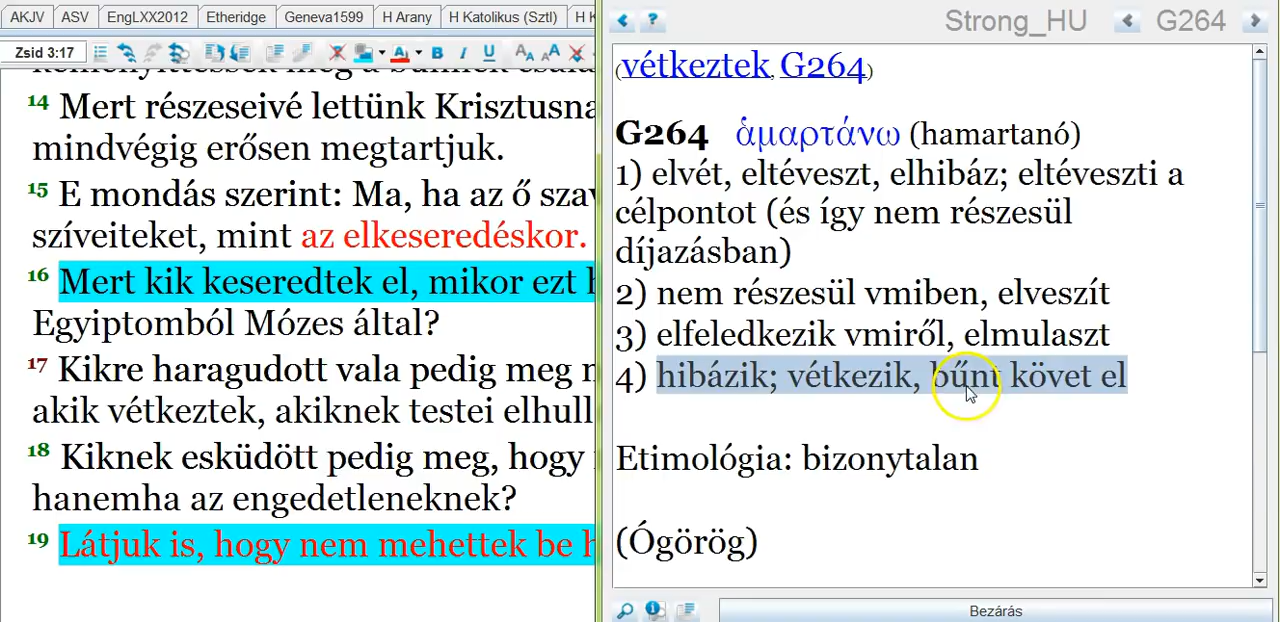 AKJV ASV EngLXX2012 Etheridge Geneva1599 H Arany H Katolikus (Sztl) H K
Zsid 3:17
14 Mert részeseivé lettünk Krisztusna
mindvégig erősen megtartjuk.
15 E mondás szerint: Ma, ha az ő szav
szíveiteket, mint az elkeseredéskor.
16 Mert kik keseredtek el, mikor ezt h
Egyiptomból Mózes által?
17 Kikre haragudott vala pedig meg n
akik vétkeztek, akiknek testei elhull
18 Kiknek esküdött pedig meg, hogy
hanemha az engedetleneknek?
19 Látjuk is, hogy nem mehettek be h
Strong_HU G264
(vétkeztek, G264)
G264 ἁμαρτάνω (hamartanó)
1) elvét, eltéveszt, elhibáz; eltéveszti a
célpontot (és így nem részesül
díjazásban)
2) nem részesül vmiben, elveszít
3) elfeledkezik vmiről, elmulaszt
4) hibázik; vétkezik, bűnt követ el
Etimológia: bizonytalan
(Ógörög)
Bezárás